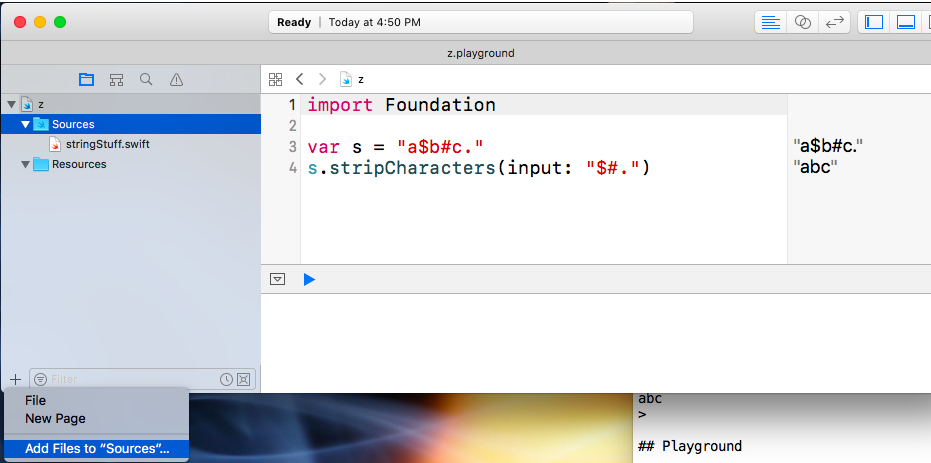 Ready | Today at 4:50 PM
z.playground
z
z
Sources
stringStuff.swift
Resources
1 import Foundation
2
3 var s = "a$b#c."
4 s.stripCharacters(input: "$#.")
"a$b#c."
"abc"
Filter
File
New Page
Add Files to “Sources”...
abc
>
## Playground